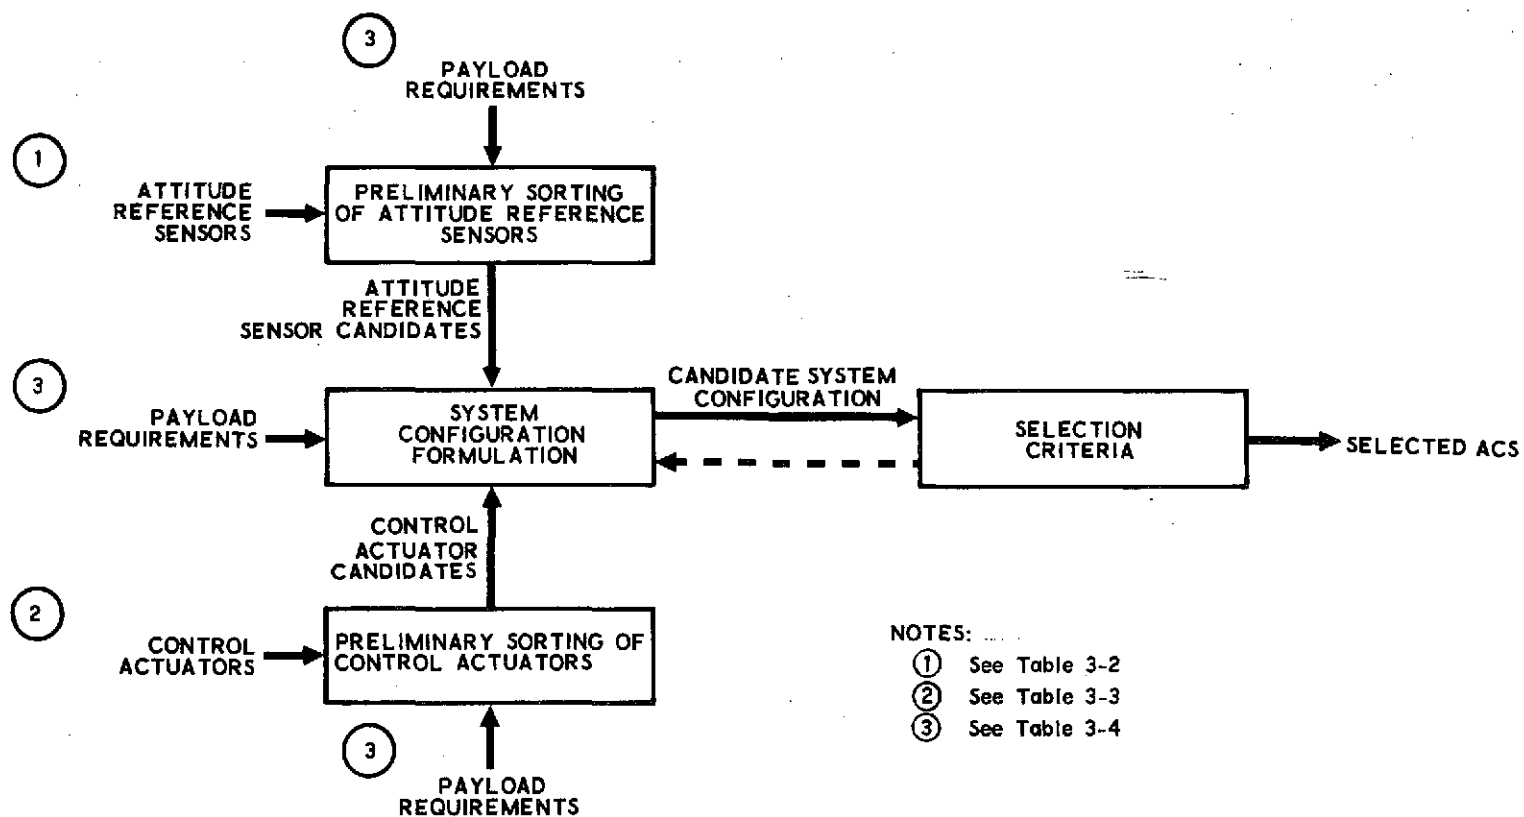 3
PAYLOAD
REQUIREMENTS
1
ATTITUDE
REFERENCE
SENSORS
PRELIMINARY SORTING
OF ATTITUDE REFERENCE
SENSORS
ATTITUDE
REFERENCE
SENSOR CANDIDATES
3
PAYLOAD
REQUIREMENTS
SYSTEM
CONFIGURATION
FORMULATION
CANDIDATE SYSTEM
CONFIGURATION
SELECTION
CRITERIA
SELECTED ACS
CONTROL
ACTUATOR
CANDIDATES
2
CONTROL
ACTUATORS
PRELIMINARY SORTING OF
CONTROL ACTUATORS
3
PAYLOAD
REQUIREMENTS
NOTES:
1 See Table 3-2
2 See Table 3-3
3 See Table 3-4